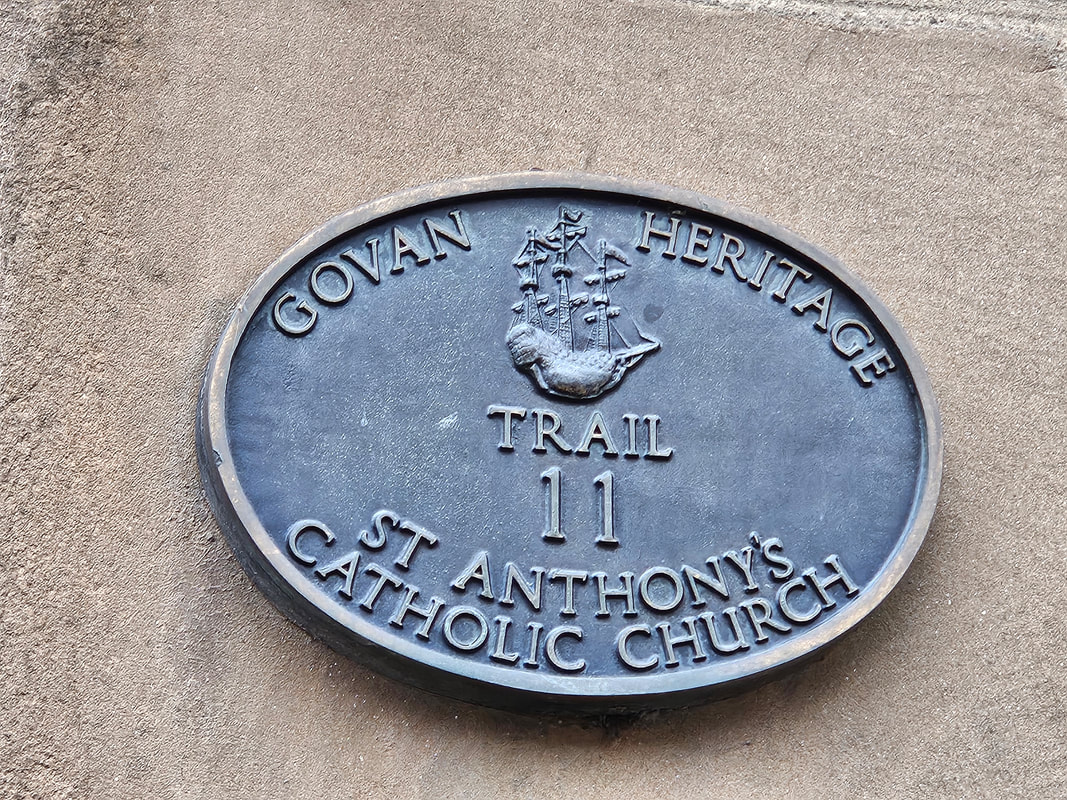 GOVAN HERITAGE
TRAIL
11
ST ANTHONY'S
CATHOLIC CHURCH